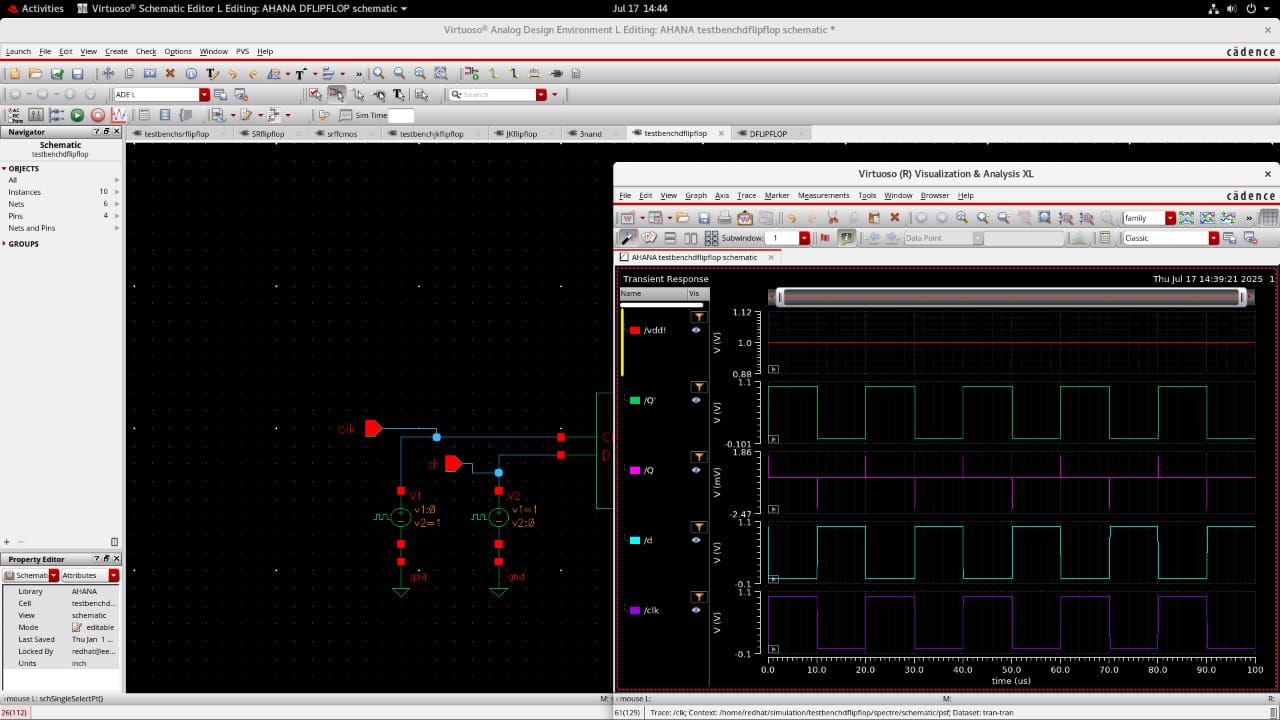 Activities Virtuoso® Schematic Editor L Editing: AHANA DFLIPFLOP schematic Jul 17 14:44
Virtuoso® Analog Design Environment L Editing: AHANA testbenchdflipflop schematic *
Launch File Edit View Create Check Options Window PVS Help cādence
ADE L Search
Sim Time
Navigator testbenchsrflipflop SRflipflop srffcmos testbenchjkflipflop JKflipflop 3nand testbenchdflipflop DFLIPFLOP
Schematic
testbenchdflipflop
OBJECTS
All
Instances 10
Nets 6
Pins 4
Nets and Pins
GROUPS
Property Editor
Schemati Attributes
Library AHANA
Cell testbenchd...
View schematic
Mode editable
Last Saved Thu Jan 1 ...
Locked By redhat@ee...
Units inch
clk
d
C
D
V1
v1:0
v2=1
gnd
V2
v1=1
v2:0
gnd
Virtuoso (R) Visualization & Analysis XL
File Edit View Graph Axis Trace Marker Measurements Tools Window Browser Help cādence
family
Subwindow: 1 Data Point Classic
AHANA testbenchdflipflop schematic
Transient Response Thu Jul 17 14:39:21 2025 1
Name Vis
/vdd!
V (V)
1.12
1.0
0.88
/Q'
V (V)
1.1
-0.101
/Q
V (mV)
1.86
-2.47
/d
V (V)
1.1
-0.1
/clk
V (V)
1.1
-0.1
0.0 10.0 20.0 30.0 40.0 50.0 60.0 70.0 80.0 90.0 100
time (us)
mouse L: schSingleSelectPt() M: mouse L: M: R:
26(112) 61(129) Trace: /clk; Context: /home/redhat/simulation/testbenchdflipflop/spectre/schematic/psf; Dataset: tran-tran